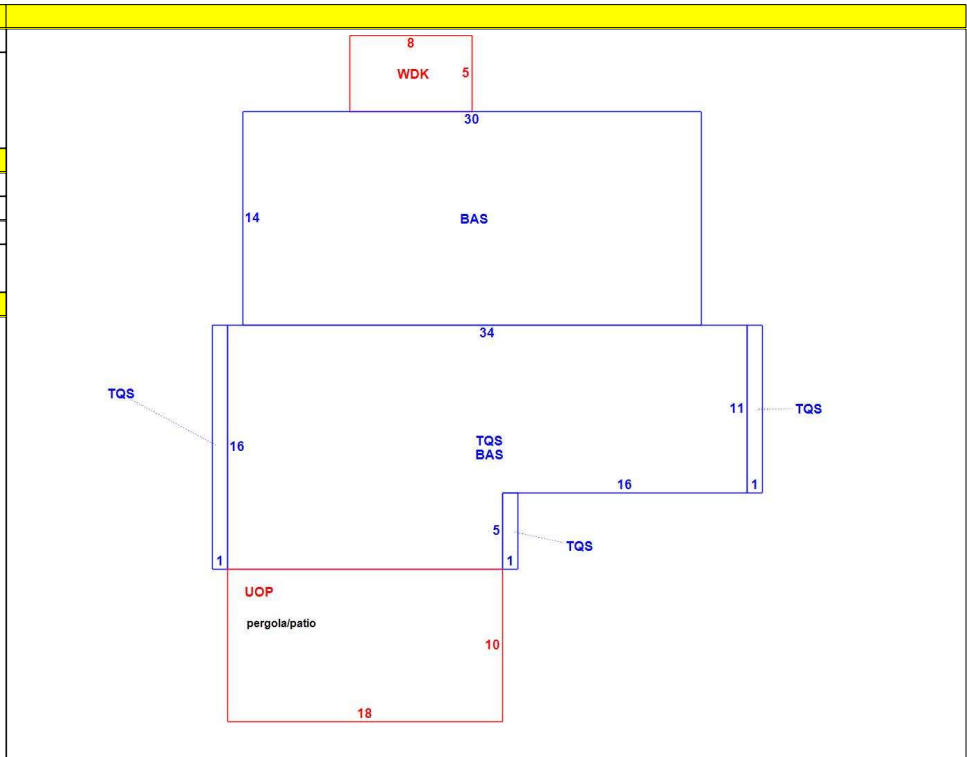 8
WDK 5
30
14 BAS
34
TQS
11 TQS
16
TQS
BAS
16 1
5
TQS
1 1
UOP
pergola/patio
10
18